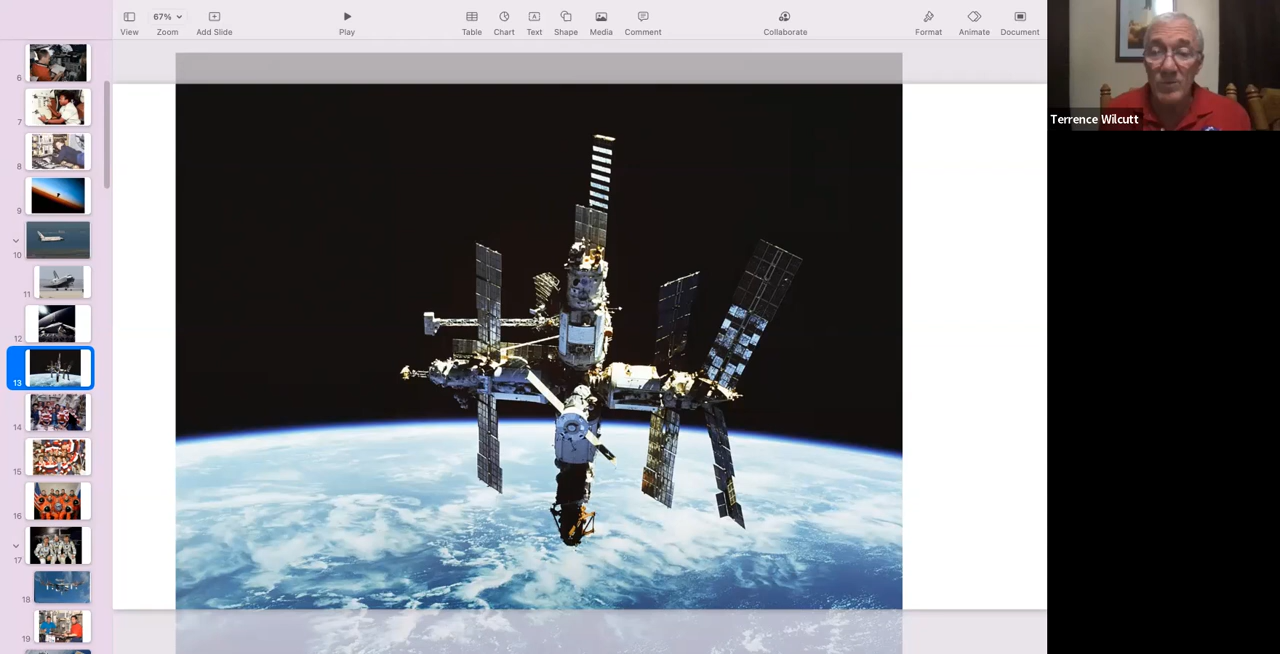 View
67%
Zoom
Add Slide
Play
Table
Chart
Text
Shape
Media
Comment
Collaborate
Format
Animate
Document
6
7
8
9
10
11
12
13
14
15
16
17
18
19
Terrence Wilcutt